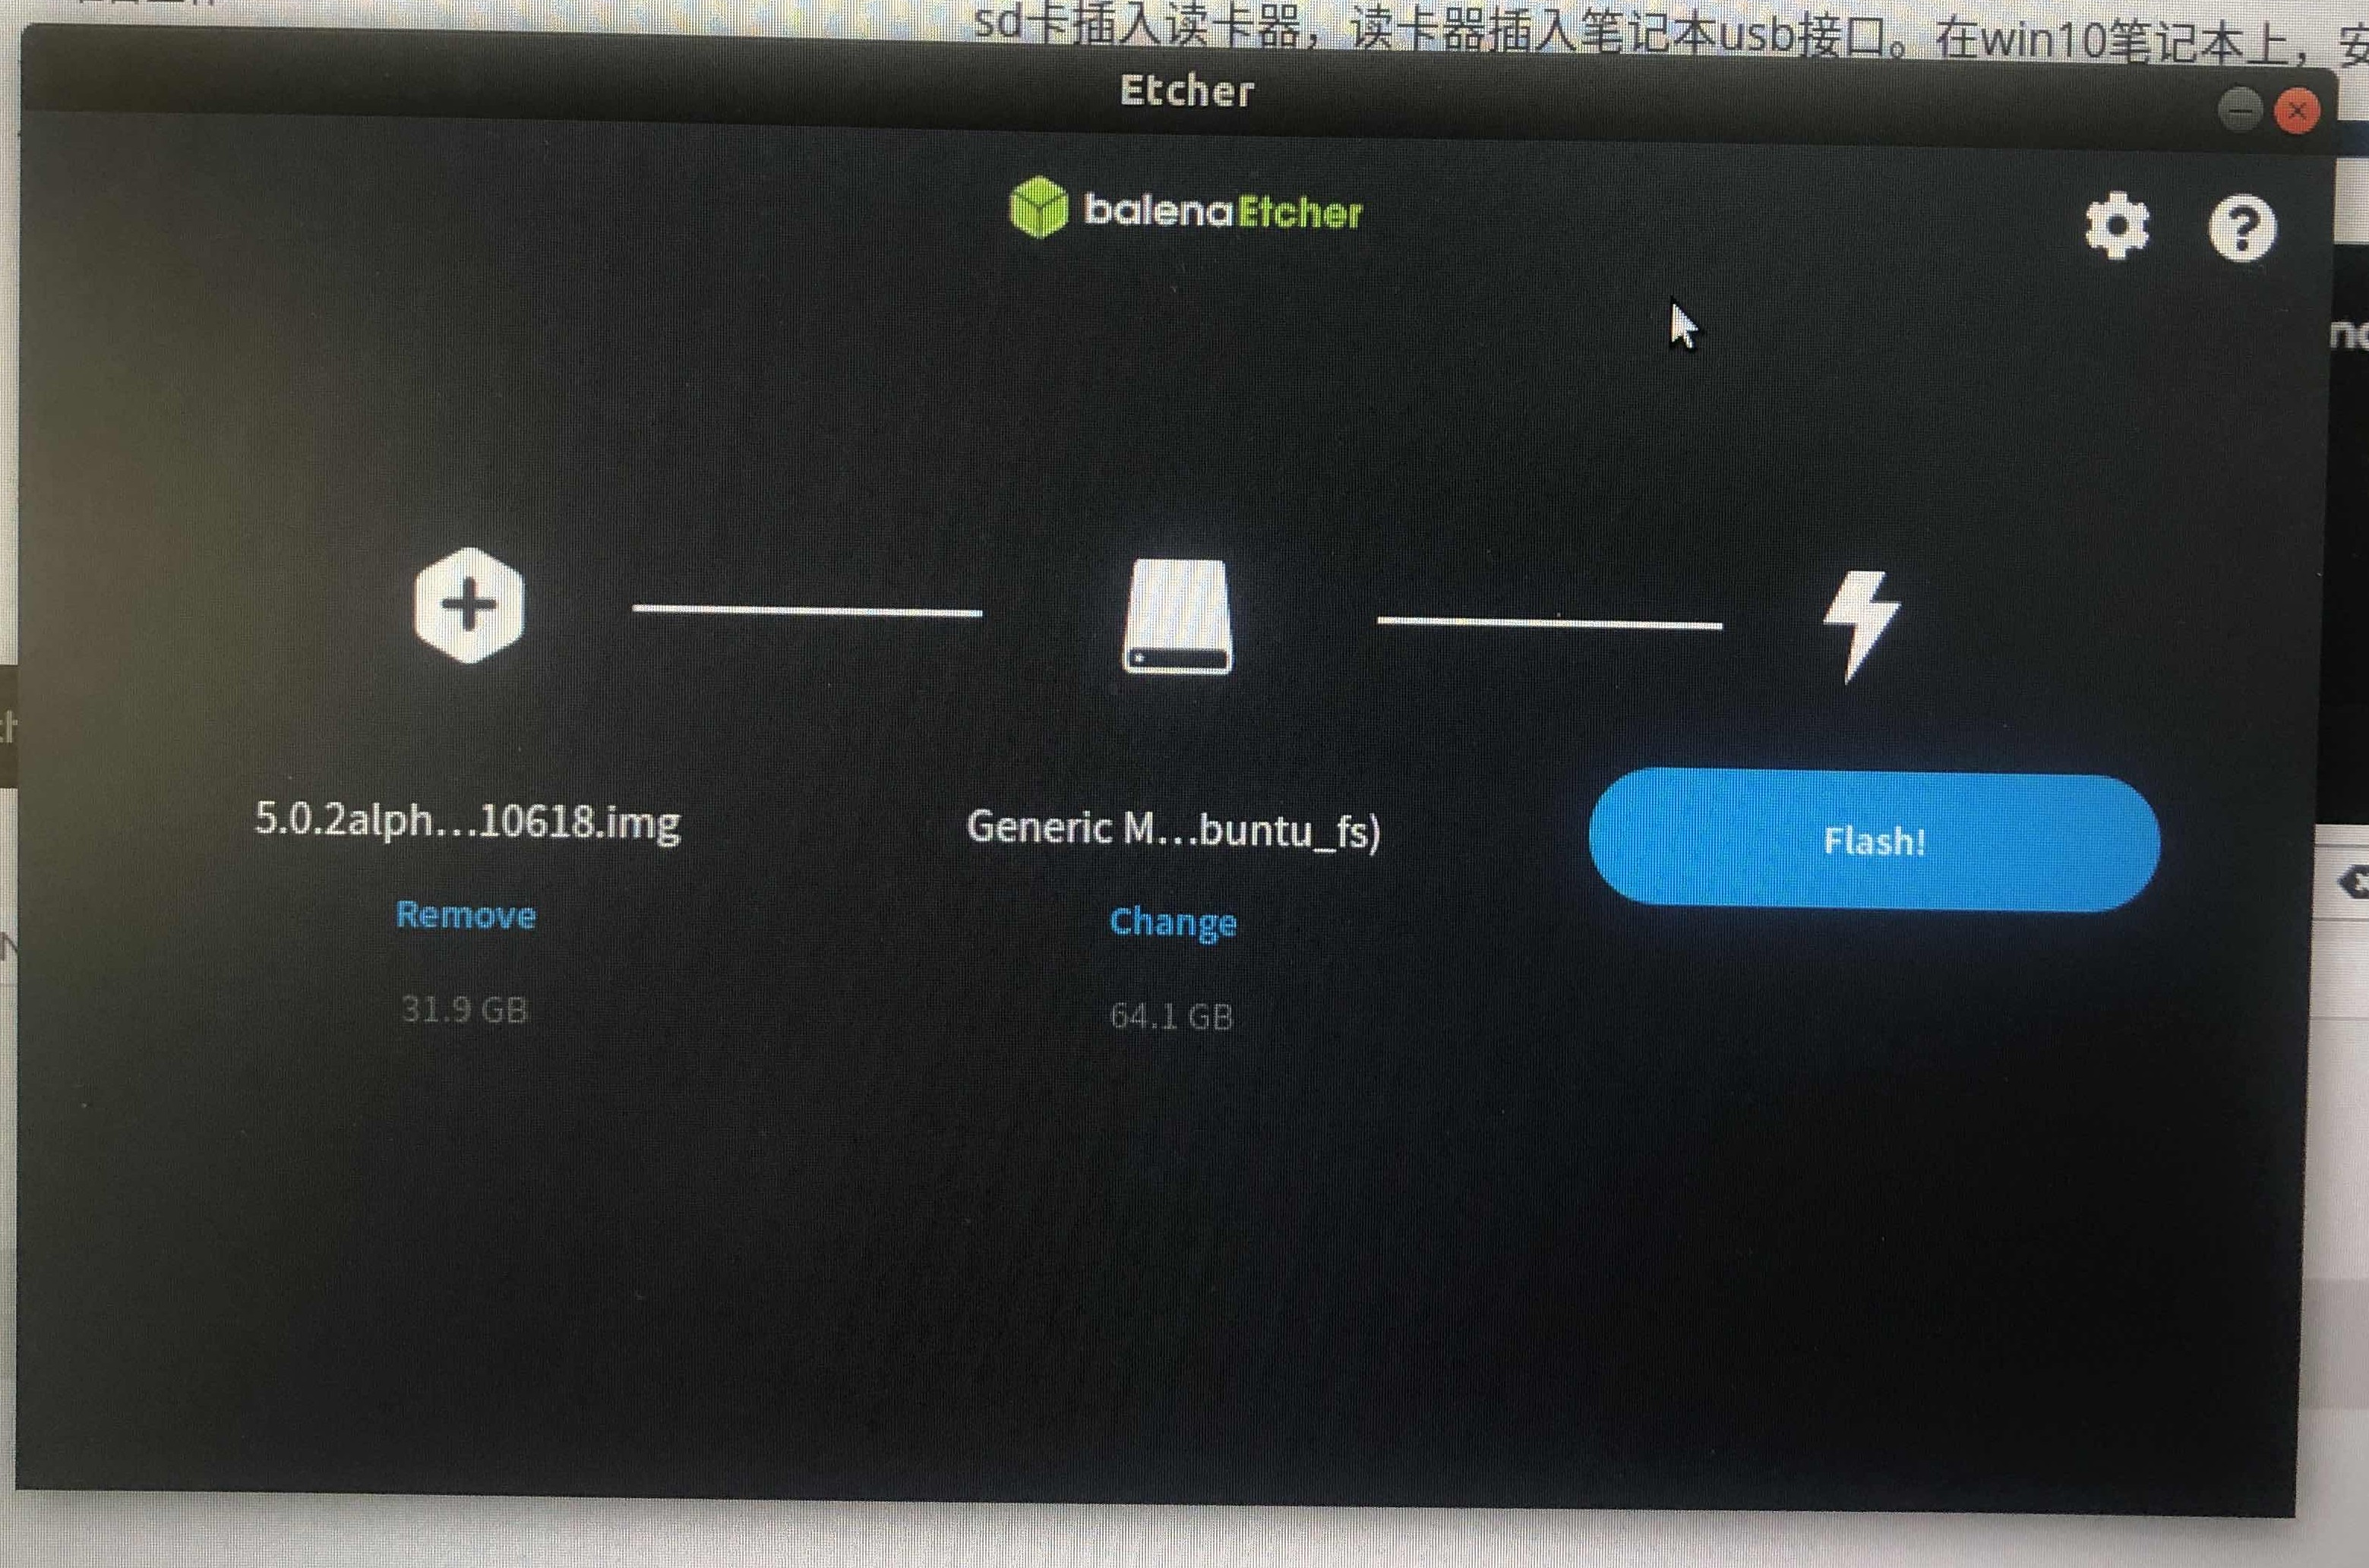 sd卡插入读卡器，读卡器插入笔记本usb接口。在win10笔记本上，安
Etcher
balenaEtcher
5.0.2alph...10618.img
Generic M...buntu_fs)
Flash!
Remove
Change
31.9 GB
64.1 GB